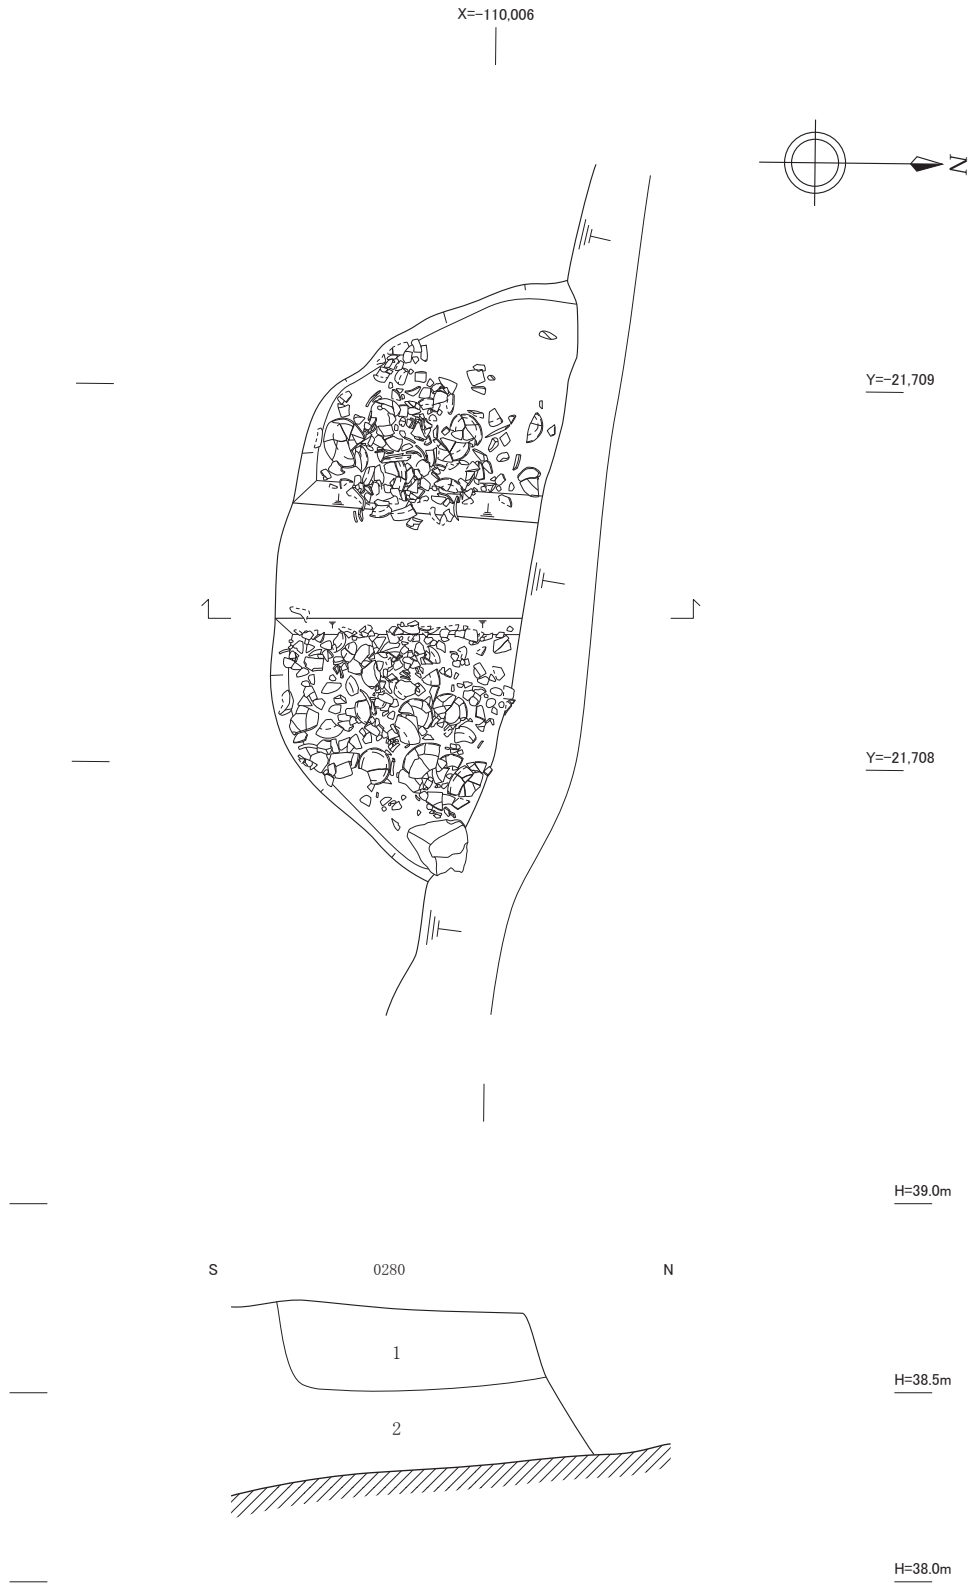 X=-110,006
N
Y=-21,709
Y=-21,708
H=39.0m
S 0280 N
1
H=38.5m
2
H=38.0m